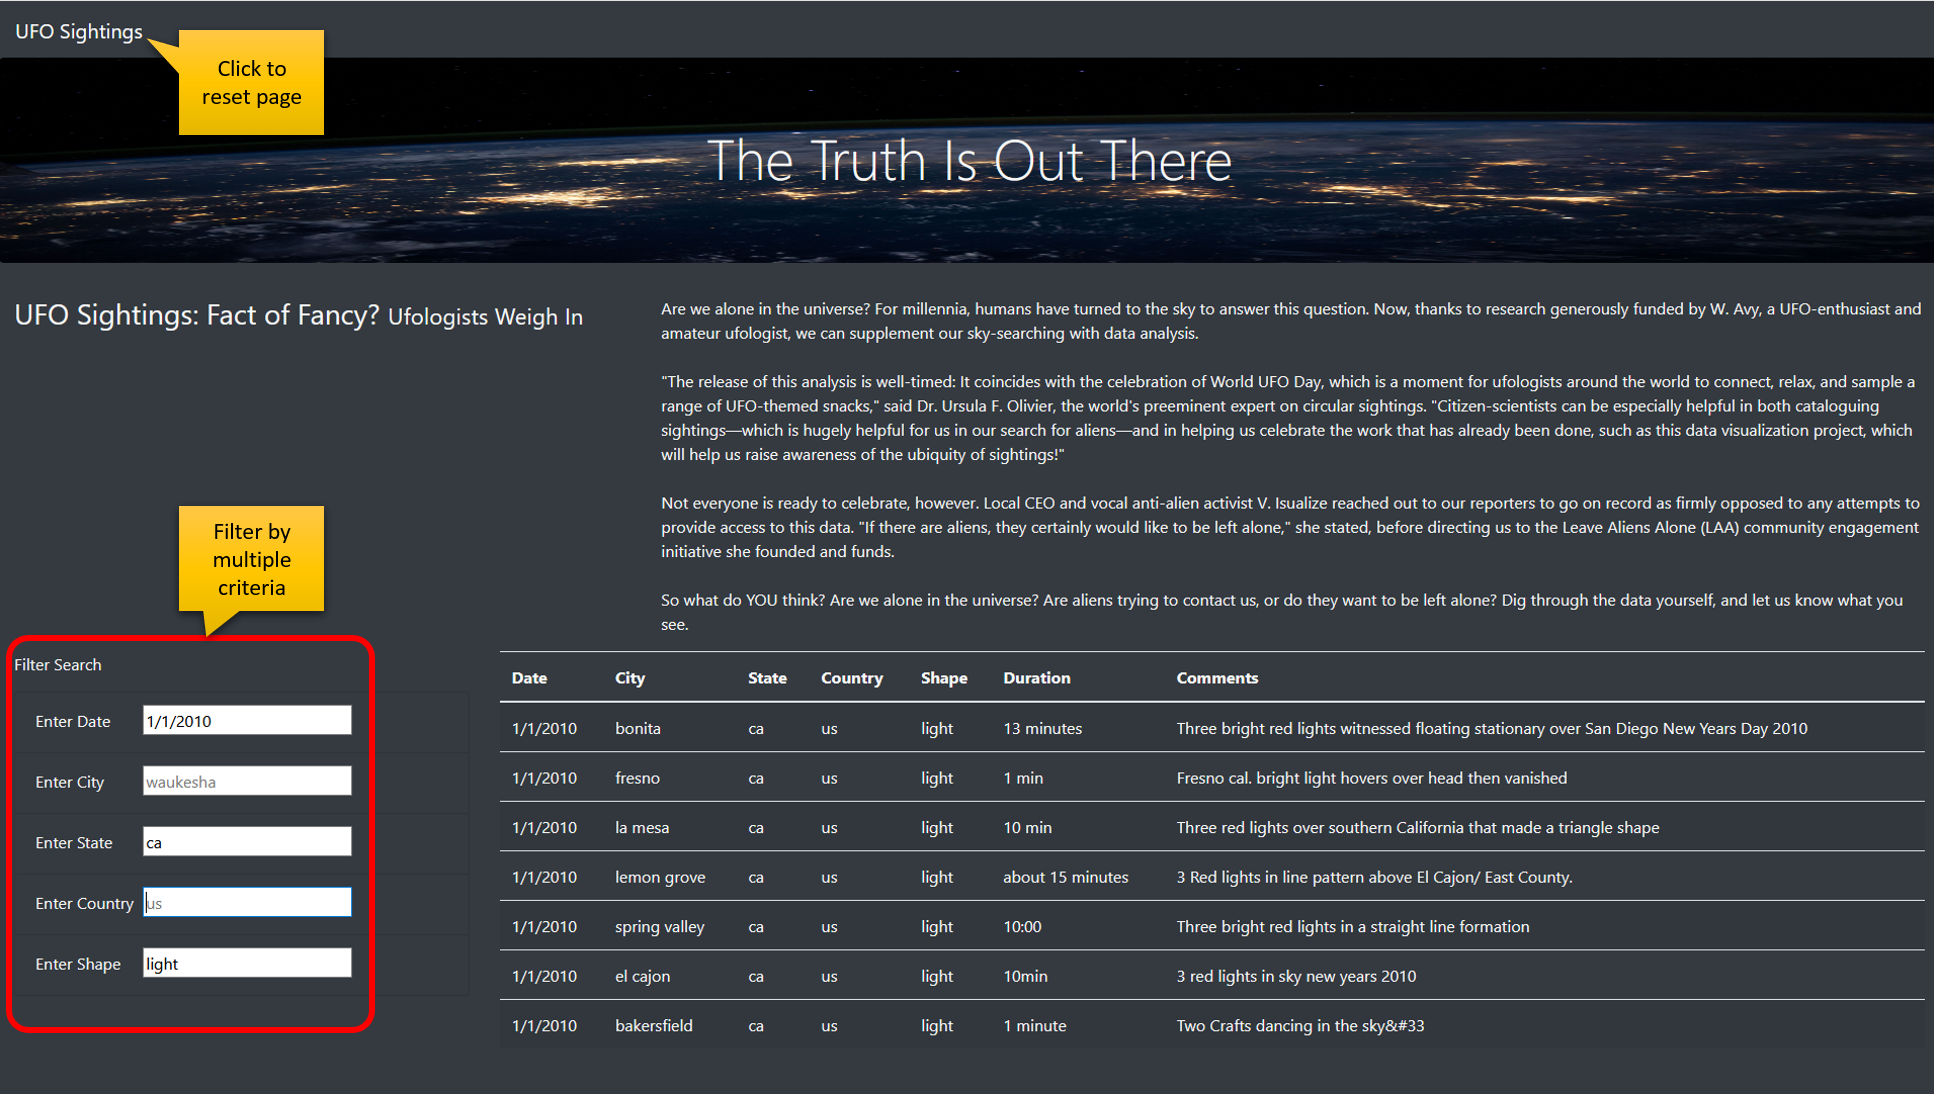 UFO Sightings
Click to
reset page
The Truth Is Out There
UFO Sightings: Fact of Fancy? Ufologists Weigh In
Are we alone in the universe? For millennia, humans have turned to the sky to answer this question. Now, thanks to research generously funded by W. Avy, a UFO-enthusiast and
amateur ufologist, we can supplement our sky-searching with data analysis.
"The release of this analysis is well-timed: It coincides with the celebration of World UFO Day, which is a moment for ufologists around the world to connect, relax, and sample a
range of UFO-themed snacks," said Dr. Ursula F. Olivier, the world's preeminent expert on circular sightings. "Citizen-scientists can be especially helpful in both cataloguing
sightings—which is hugely helpful for us in our search for aliens—and in helping us celebrate the work that has already been done, such as this data visualization project, which
will help us raise awareness of the ubiquity of sightings!"
Not everyone is ready to celebrate, however. Local CEO and vocal anti-alien activist V. Isualize reached out to our reporters to go on record as firmly opposed to any attempts to
provide access to this data. "If there are aliens, they certainly would like to be left alone," she stated, before directing us to the Leave Aliens Alone (LAA) community engagement
initiative she founded and funds.
So what do YOU think? Are we alone in the universe? Are aliens trying to contact us, or do they want to be left alone? Dig through the data yourself, and let us know what you
see.
Filter by
multiple
criteria
Filter Search
Enter Date 1/1/2010
Enter City waukesha
Enter State ca
Enter Country us
Enter Shape light
Date City State Country Shape Duration Comments
1/1/2010 bonita ca us light 13 minutes Three bright red lights witnessed floating stationary over San Diego New Years Day 2010
1/1/2010 fresno ca us light 1 min Fresno cal. bright light hovers over head then vanished
1/1/2010 la mesa ca us light 10 min Three red lights over southern California that made a triangle shape
1/1/2010 lemon grove ca us light about 15 minutes 3 Red lights in line pattern above El Cajon/ East County.
1/1/2010 spring valley ca us light 10:00 Three bright red lights in a straight line formation
1/1/2010 el cajon ca us light 10min 3 red lights in sky new years 2010
1/1/2010 bakersfield ca us light 1 minute Two Crafts dancing in the sky&#33